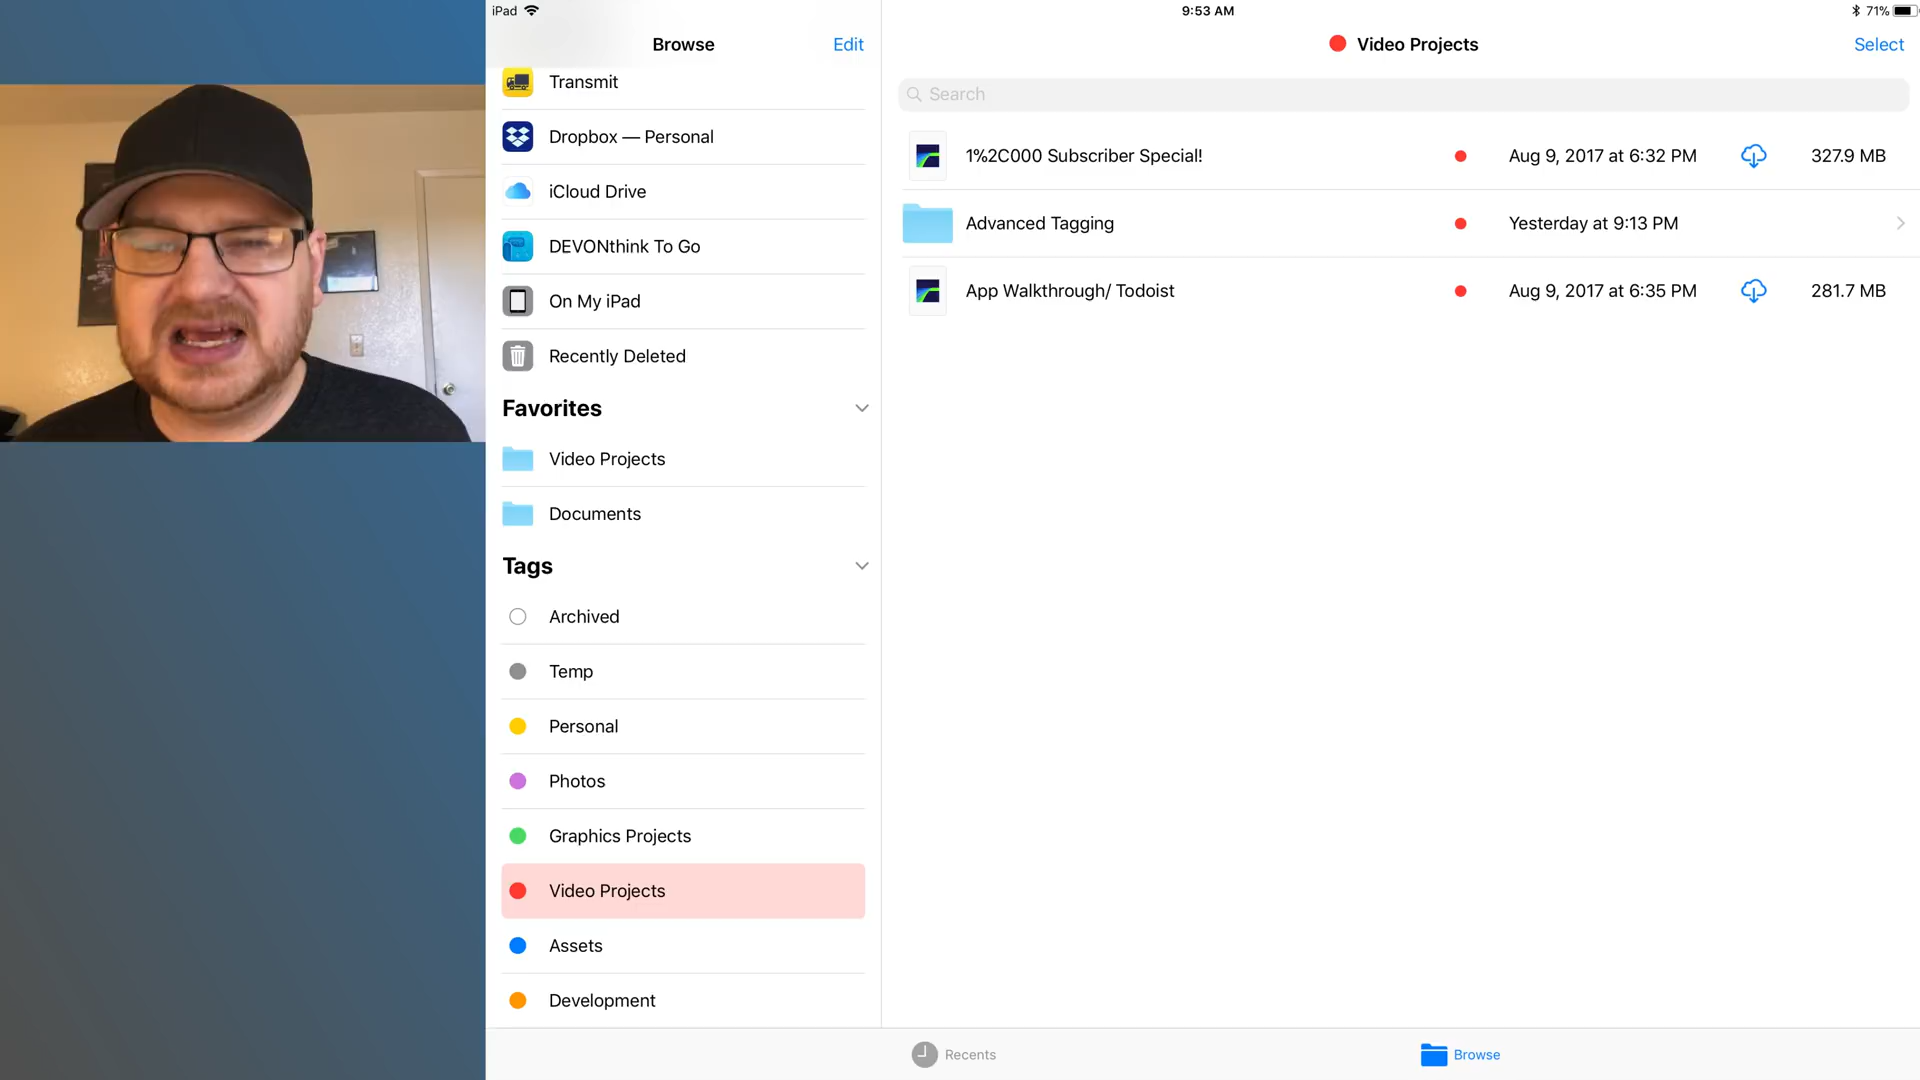 iPad
9:53 AM
71%
Browse
Edit
Transmit
Dropbox — Personal
iCloud Drive
DEVONthink To Go
On My iPad
Recently Deleted
Favorites
Video Projects
Documents
Tags
Archived
Temp
Personal
Photos
Graphics Projects
Video Projects
Assets
Development
Video Projects
Select
Search
1%2C000 Subscriber Special! Aug 9, 2017 at 6:32 PM 327.9 MB
Advanced Tagging Yesterday at 9:13 PM
App Walkthrough/ Todoist Aug 9, 2017 at 6:35 PM 281.7 MB
Recents
Browse